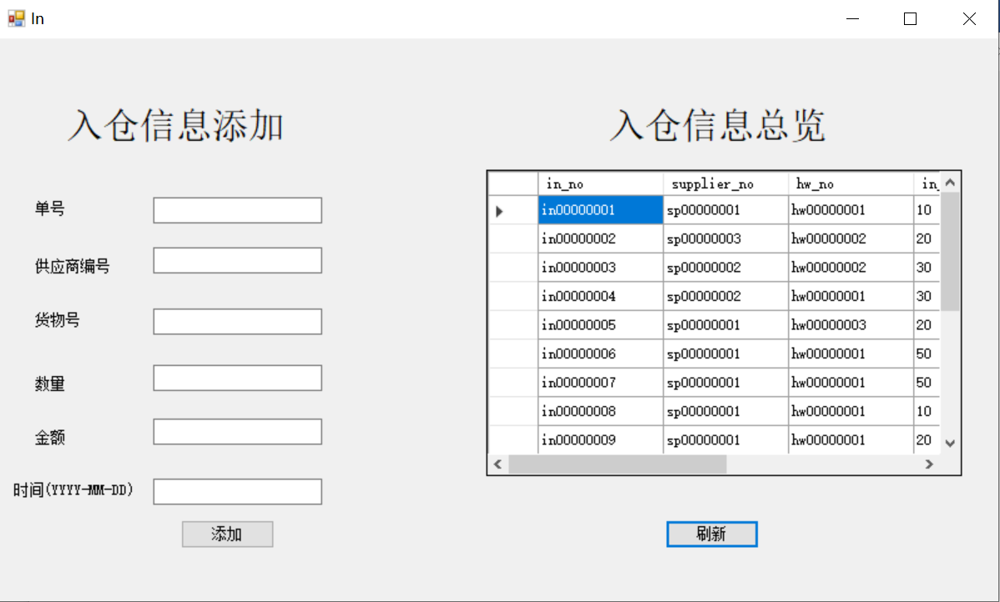 In
入仓信息添加
单号
供应商编号
货物号
数量
金额
时间(YYYY-MM-DD)
添加
入仓信息总览
in_no supplier_no hw_no in_
in00000001 sp00000001 hw00000001 10
in00000002 sp00000003 hw00000002 20
in00000003 sp00000002 hw00000002 30
in00000004 sp00000002 hw00000001 30
in00000005 sp00000001 hw00000003 20
in00000006 sp00000001 hw00000001 50
in00000007 sp00000001 hw00000001 50
in00000008 sp00000001 hw00000001 10
in00000009 sp00000001 hw00000001 20
刷新